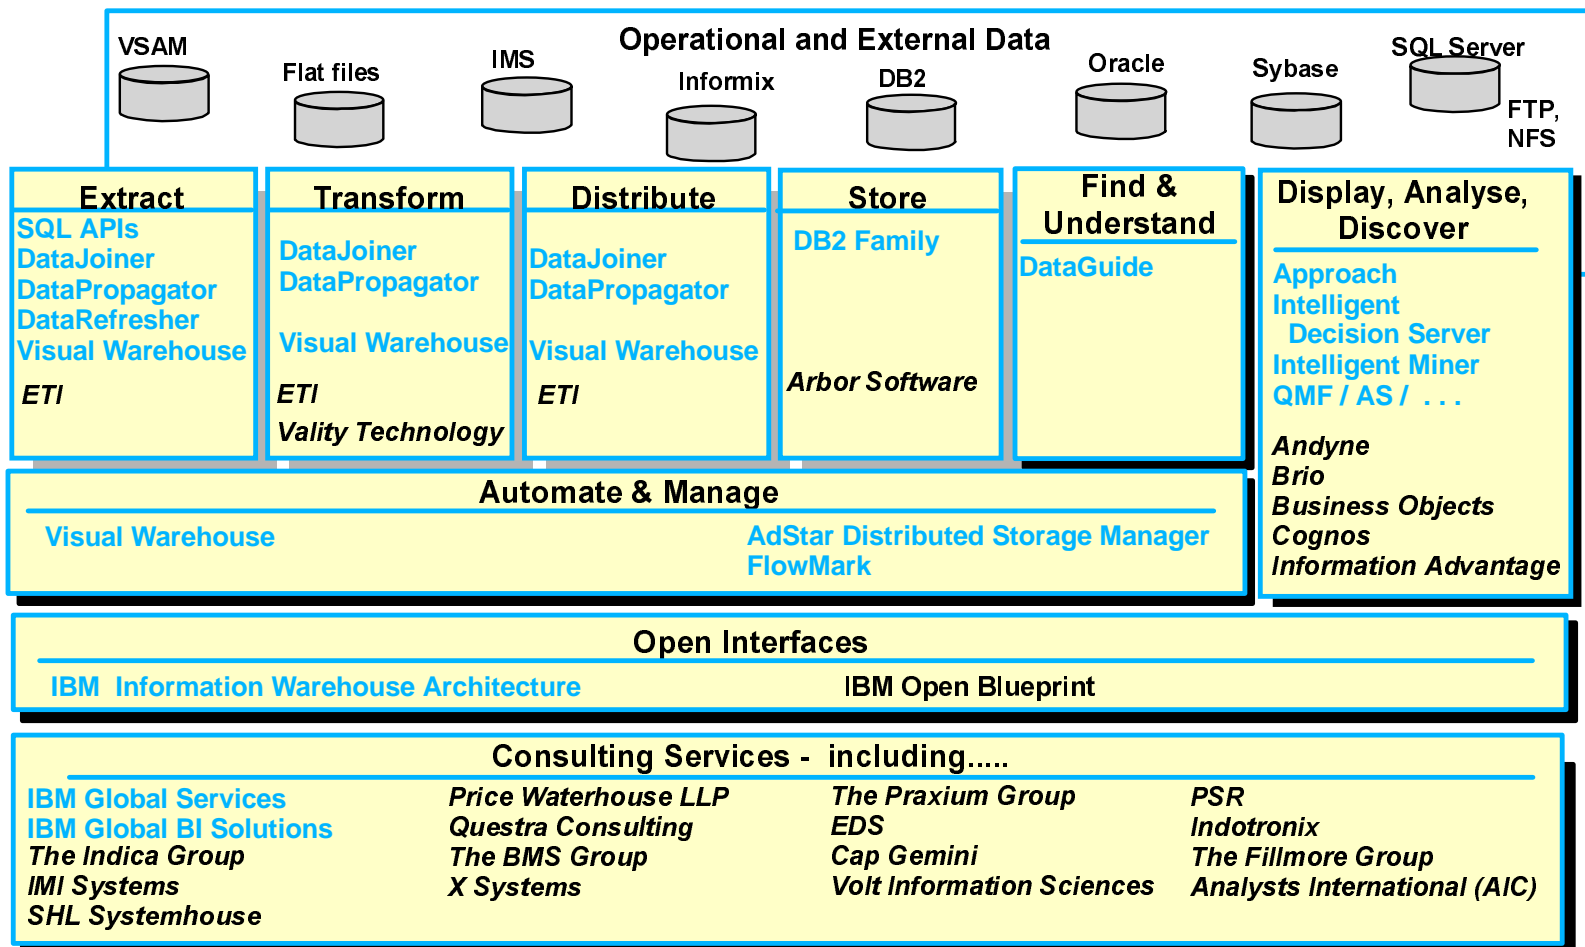 Operational and External Data
VSAM
Flat files
IMS
Informix
DB2
Oracle
Sybase
SQL Server
FTP,
NFS
Extract
SQL APIs
DataJoiner
DataPropagator
DataRefresher
Visual Warehouse
ETI
Transform
DataJoiner
DataPropagator
Visual Warehouse
ETI
Vality Technology
Distribute
DataJoiner
DataPropagator
Visual Warehouse
ETI
Store
DB2 Family
Arbor Software
Find &
Understand
DataGuide
Display, Analyse,
Discover
Approach
Intelligent
Decision Server
Intelligent Miner
QMF / AS / . . .
Andyne
Brio
Business Objects
Cognos
Information Advantage
Automate & Manage
Visual Warehouse
AdStar Distributed Storage Manager
FlowMark
Open Interfaces
IBM Information Warehouse Architecture
IBM Open Blueprint
Consulting Services - including.....
IBM Global Services
IBM Global BI Solutions
The Indica Group
IMI Systems
SHL Systemhouse
Price Waterhouse LLP
Questra Consulting
The BMS Group
X Systems
The Praxium Group
EDS
Cap Gemini
Volt Information Sciences
PSR
Indotronix
The Fillmore Group
Analysts International (AIC)